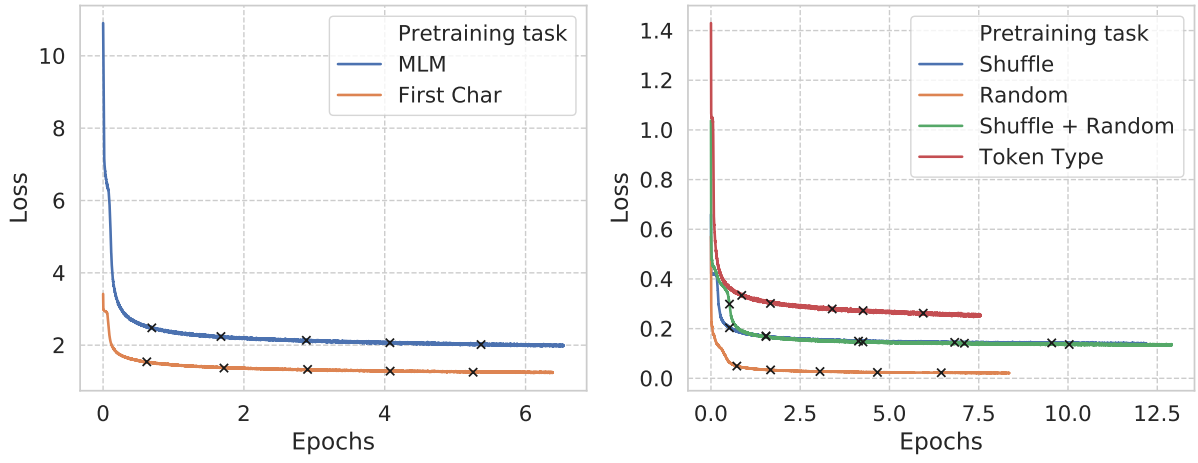 Pretraining task
MLM
First Char
10
8
6
4
2
Loss
0
2
4
6
Epochs
Pretraining task
Shuffle
Random
Shuffle + Random
Token Type
1.4
1.2
1.0
0.8
0.6
0.4
0.2
0.0
Loss
0.0
2.5
5.0
7.5
10.0
12.5
Epochs